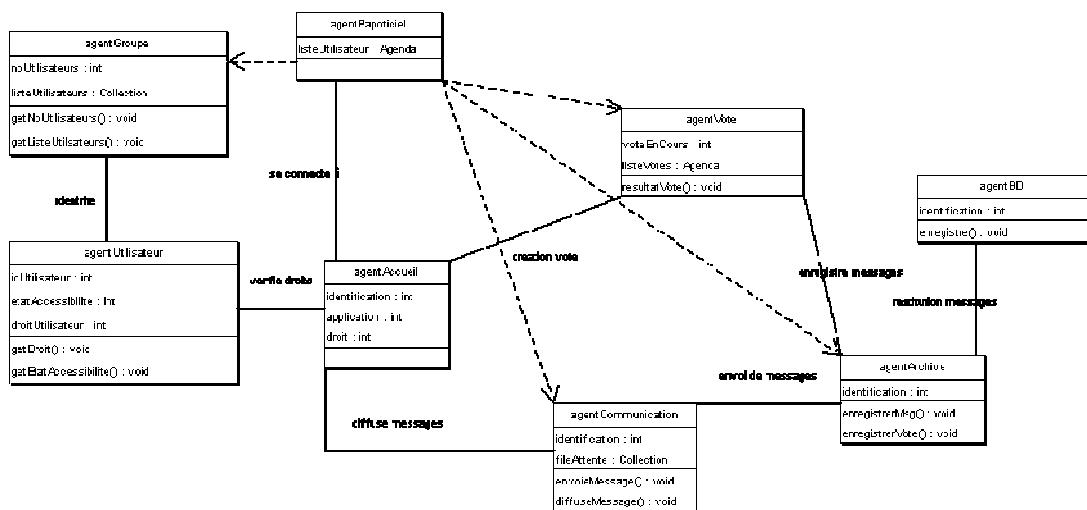 agentPapoticiel
listeUtilisateur : Agenda
agentGroupe
noUtilisateurs : int
listeUtilisateurs : Collection
getNoUtilisateurs() : void
getListeUtilisateurs() : void
agentVote
voteEnCours : int
listeVotes : Agenda
resultatVote() : void
se connecte à
agentBD
identification : int
enregistre() : void
identifie
agentUtilisateur
idUtilisateur : int
etatAccessibilite : int
droitUtilisateur : int
getDroit() : void
getEtatAccessibilite() : void
verifie droits
agentAccueil
identification : int
application : int
droit : int
creation vote
enregistre messages
restitution messages
agentArchive
identification : int
enregistrerMsg() : void
enregistrerVote() : void
envoi de messages
diffuse messages
agentCommunication
identification : int
fileAttente : Collection
envoieMessage() : void
diffuseMessage() : void